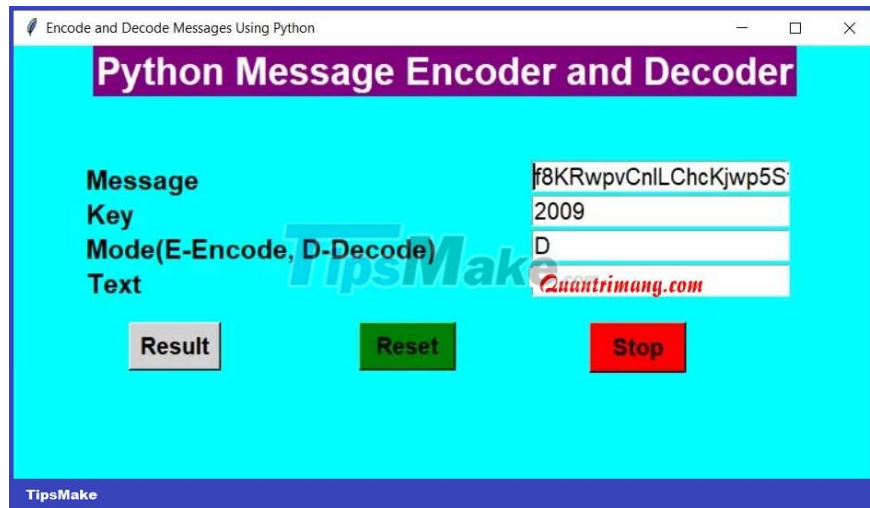 Encode and Decode Messages Using Python
Python Message Encoder and Decoder
Message f8KRwpvCnlLChcKjwp5S
Key 2009
Mode(E-Encode, D-Decode) D
Text Quantrimang.com
TipsMake.com
Result Reset Stop
TipsMake